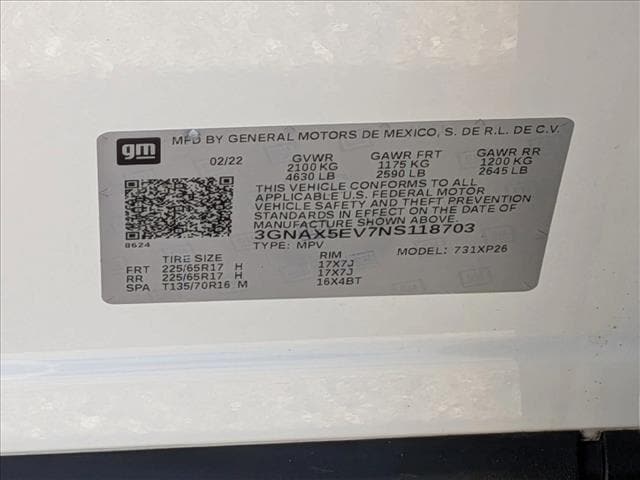 gm
MFD BY GENERAL MOTORS DE MEXICO, S. DE R.L. DE C.V.
02/22 GVWR GAWR FRT GAWR RR
2100 KG 1175 KG 1200 KG
4630 LB 2590 LB 2645 LB
THIS VEHICLE CONFORMS TO ALL
APPLICABLE U.S. FEDERAL MOTOR
VEHICLE SAFETY AND THEFT PREVENTION
STANDARDS IN EFFECT ON THE DATE OF
MANUFACTURE SHOWN ABOVE.
3GNAX5EV7NS118703
8624 TYPE: MPV MODEL: 731XP26
TIRE SIZE RIM
FRT 225/65R17 H 17X7J
RR 225/65R17 H 17X7J
SPA T135/70R16 M 16X4BT